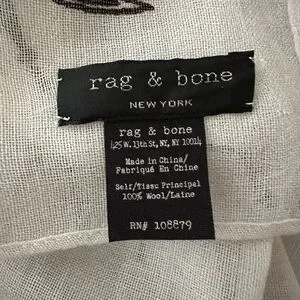 rag & bone
NEW YORK
rag & bone
425 W. 13th St, NY, NY 10014
Made in China/
Fabriqué En Chine
Self/Tissu Principal
100% Wool/Laine
RN# 108879